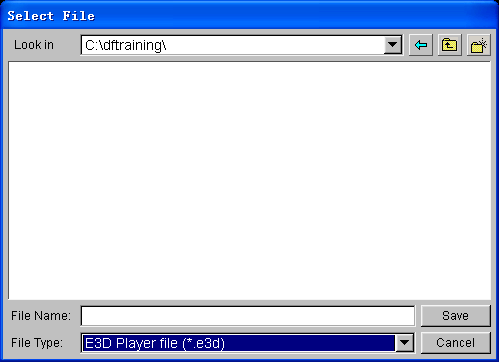 Select File
Look in C:\dftraining\
File Name: Save
File Type: E3D Player file (*.e3d) Cancel